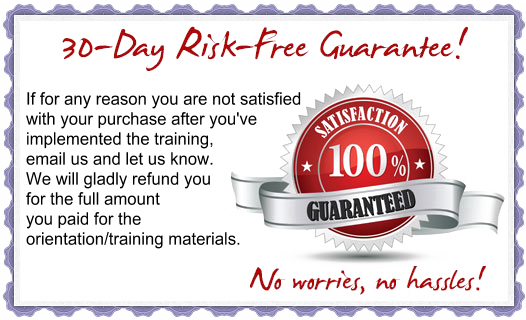 30-Day Risk-Free Guarantee!
If for any reason you are not satisfied
with your purchase after you've
implemented the training,
email us and let us know.
We will gladly refund you
for the full amount
you paid for the
orientation/training materials.
SATISFACTION
100%
GUARANTEED
No worries, no hassles!